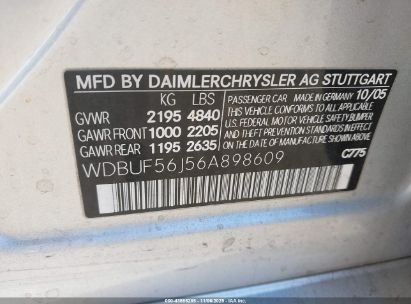 MFD BY DAIMLERCHRYSLER AG STUTTGART
KG LBS PASSENGER CAR MADE IN GERMANY 10/05
GVWR 2195 4840 THIS VEHICLE CONFORMS TO ALL APPLICABLE
GAWR FRONT 1000 2205 U.S. FEDERAL MOTOR VEHICLE SAFETY BUMPER
GAWR REAR 1195 2635 AND THEFT PREVENTION STANDARDS IN EFFECT
ON THE DATE OF MANUFACTURE SHOWN ABOVE
WDBUF56J56A898609 C775